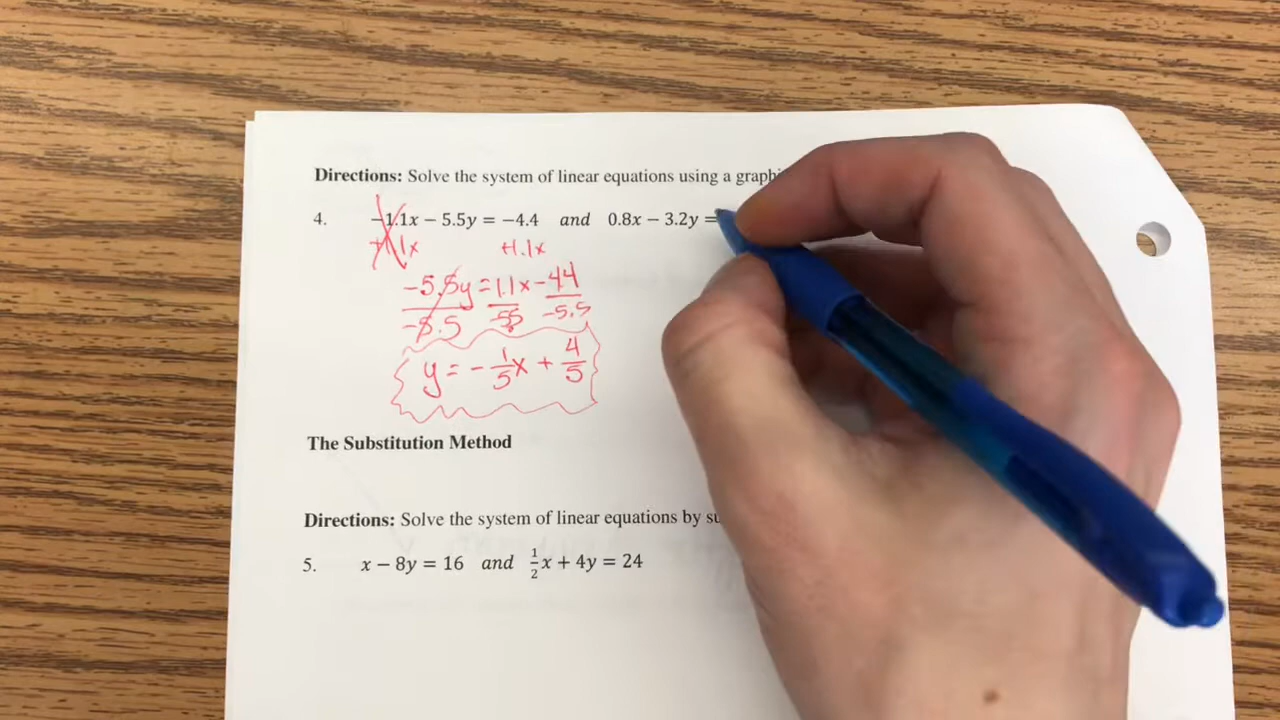 Directions: Solve the system of linear equations using a graphi
4. -1.1x − 5.5y = −4.4 and 0.8x − 3.2y =
+1.1x +1.1x
-5.5y = 1.1x - 4.4
-5.5 -5.5 -5.5
y = - 1/5 x + 4/5
The Substitution Method
Directions: Solve the system of linear equations by su
5. x − 8y = 16 and 1/2 x + 4y = 24